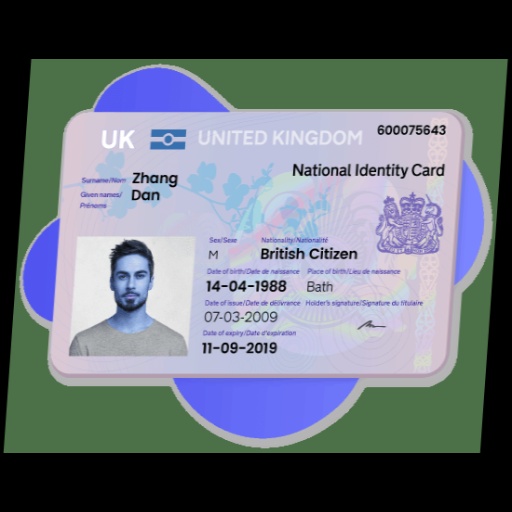 UK UNITED KINGDOM 600075643
National Identity Card
Surname/Nom Zhang
Given names/ Dan
Prénoms
Sex/Sexe Nationality/Nationalité
M British Citizen
Date of birth/Date de naissance Place of birth/Lieu de naissance
14-04-1988 Bath
Date of issue/Date de délivrance Holder's signature/Signature du titulaire
07-03-2009
Date of expiry/Date d'expiration
11-09-2019